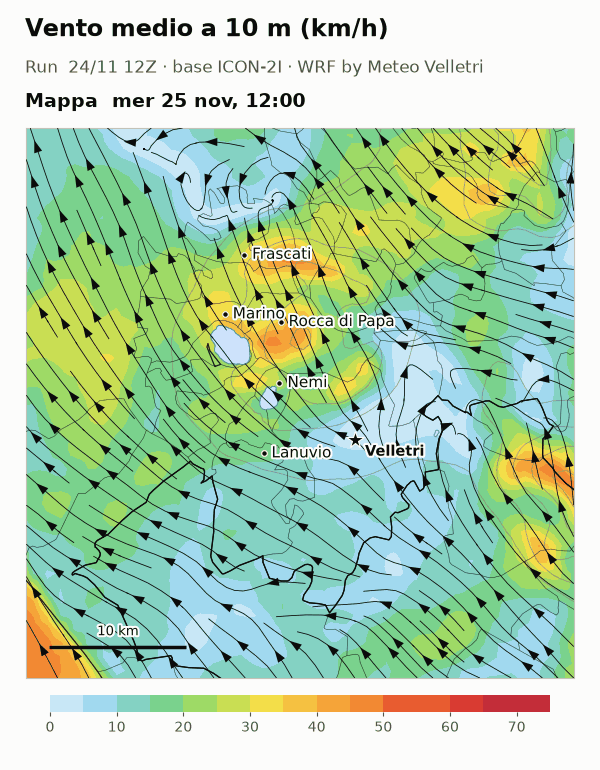 Vento medio a 10 m (km/h)
Run 24/11 12Z · base ICON-2I · WRF by Meteo Velletri
Mappa mer 25 nov, 12:00
Frascati
Marino
Rocca di Papa
Nemi
Velletri
Lanuvio
10 km
0 10 20 30 40 50 60 70